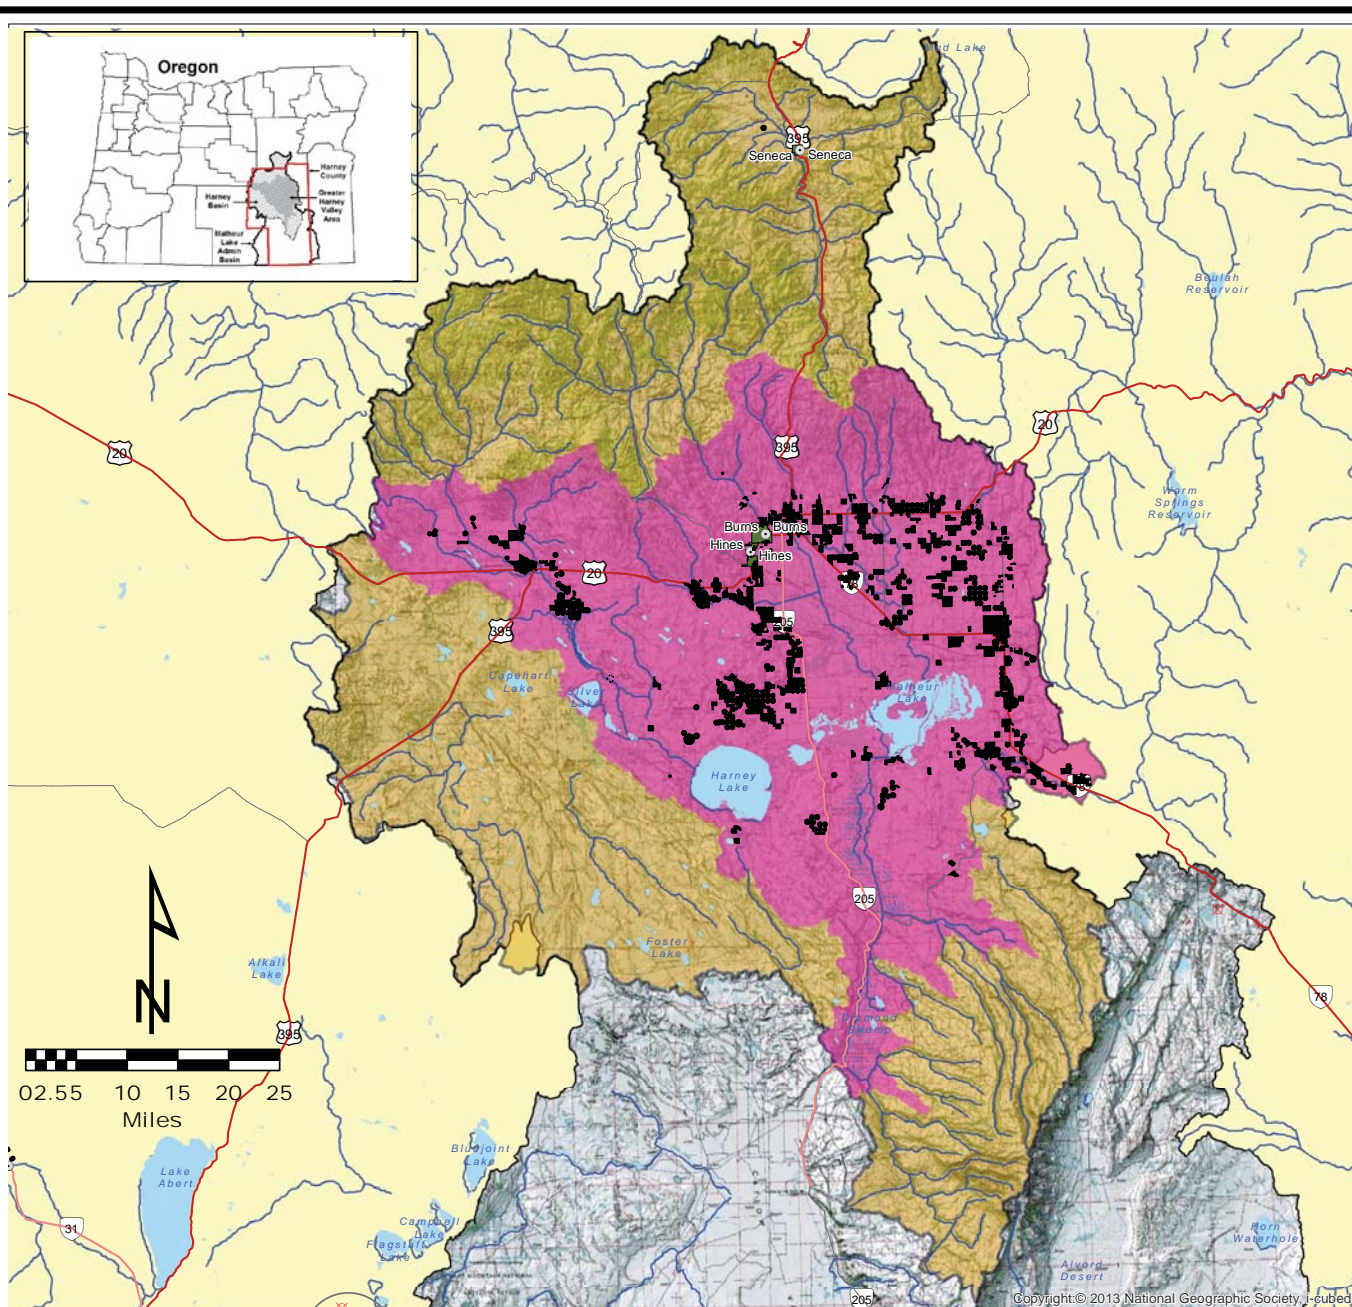 Oregon
Harney
County
Harney
Basin
Greater
Harney
Valley
Area
Malheur
Lake
Admin
Basin
Mud Lake
395
Seneca
Seneca
Beulah
Reservoir
20
395
20
Warm
Springs
Reservoir
Burns
Burns
Hines
Hines
20
78
205
395
Capehart
Lake
Silver
Lake
Malheur
Lake
Harney
Lake
78
205
Foster
Lake
Alkali
Lake
78
Diamond
Swamp
N
395
02.55 10 15 20 25
Miles
Bluejoint
Lake
Lake
Abert
31
Campbell
Lake
Flagstaff
Lake
Horn
Waterhole
Alvord
Desert
205
Copyright:© 2013 National Geographic Society, i-cubed